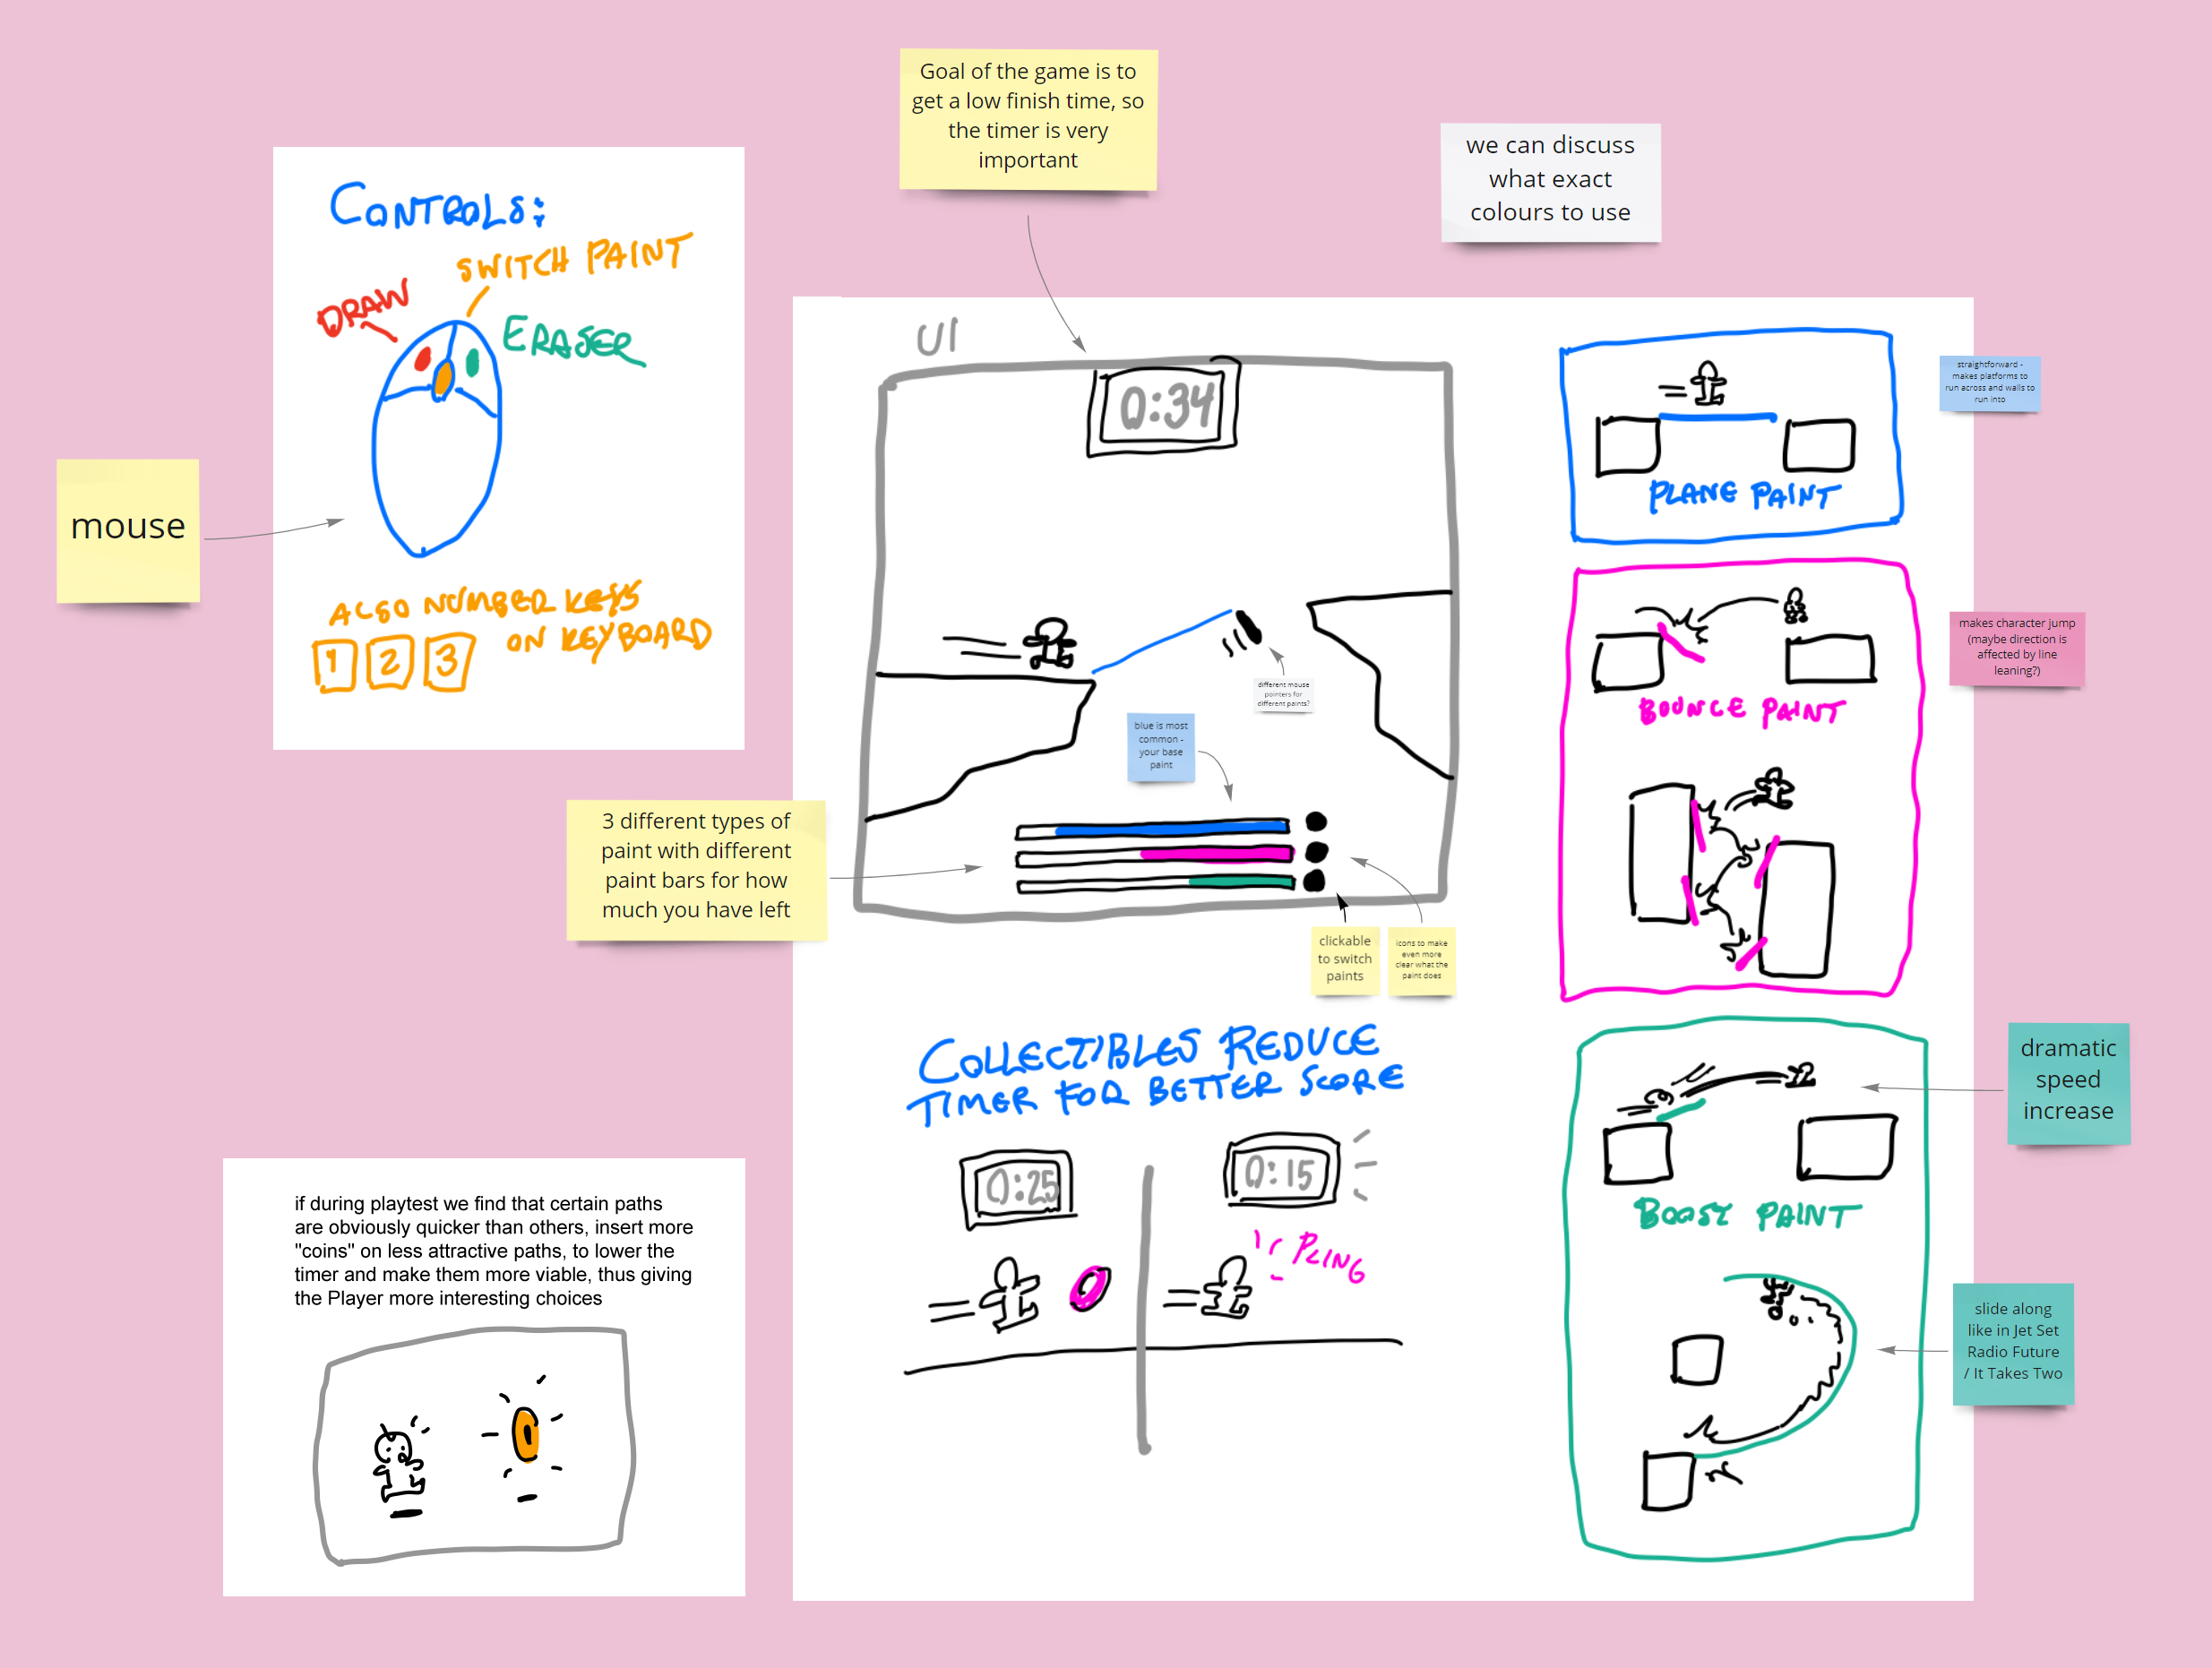 Goal of the game is to
get a low finish time, so
the timer is very
important
we can discuss
what exact
colours to use
CONTROLS:
SWITCH PAINT
DRAW
ERASER
mouse
ALSO NUMBER KEYS
ON KEYBOARD
1 2 3
UI
0:34
different mouse
pointers for
different paints?
blue is most
common -
your base
paint
3 different types of
paint with different
paint bars for how
much you have left
clickable
to switch
paints
icons to make
even more
clear what the
paint does
COLLECTIBLES REDUCE
TIMER FOR BETTER SCORE
0:25
0:15
PLING
if during playtest we find that certain paths
are obviously quicker than others, insert more
"coins" on less attractive paths, to lower the
timer and make them more viable, thus giving
the Player more interesting choices
straightforward -
makes platforms to
run across and walls to
run into
PLANE PAINT
makes character jump
(maybe direction is
affected by line
leaning?)
BOUNCE PAINT
dramatic
speed
increase
BOOST PAINT
slide along
like in Jet Set
Radio Future
/ It Takes Two